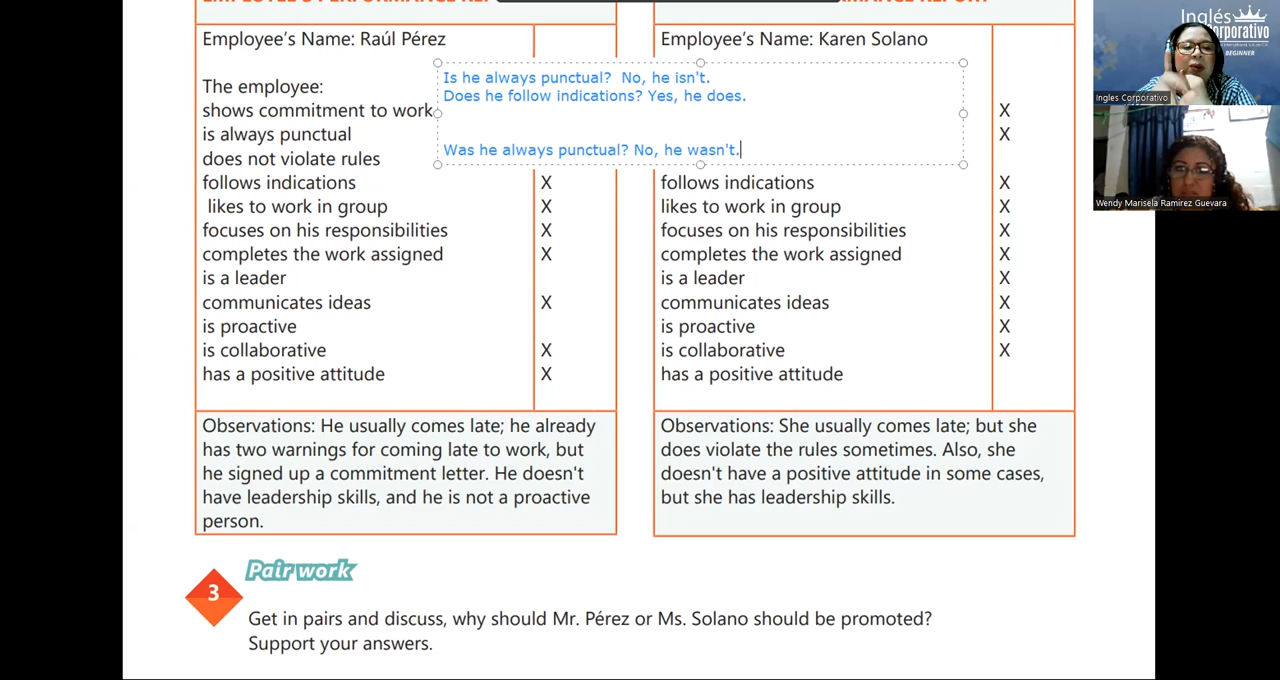 EMPLOYEE'S PERFORMANCE REP
RMANCE REPORT
Employee's Name: Raúl Pérez
The employee:
shows commitment to work
is always punctual
does not violate rules
follows indications X
likes to work in group X
focuses on his responsibilities X
completes the work assigned X
is a leader
communicates ideas X
is proactive
is collaborative X
has a positive attitude X
Observations: He usually comes late; he already
has two warnings for coming late to work, but
he signed up a commitment letter. He doesn't
have leadership skills, and he is not a proactive
person.
Employee's Name: Karen Solano
X
X
follows indications X
likes to work in group X
focuses on his responsibilities X
completes the work assigned X
is a leader X
communicates ideas X
is proactive X
is collaborative X
has a positive attitude
Observations: She usually comes late; but she
does violate the rules sometimes. Also, she
doesn't have a positive attitude in some cases,
but she has leadership skills.
Is he always punctual? No, he isn't.
Does he follow indications? Yes, he does.
Was he always punctual? No, he wasn't.
3
Pair work
Get in pairs and discuss, why should Mr. Pérez or Ms. Solano should be promoted?
Support your answers.
Inglés
Corporativo
BEGINNER
Ingles Corporativo
Wendy Marisela Ramirez Guevara